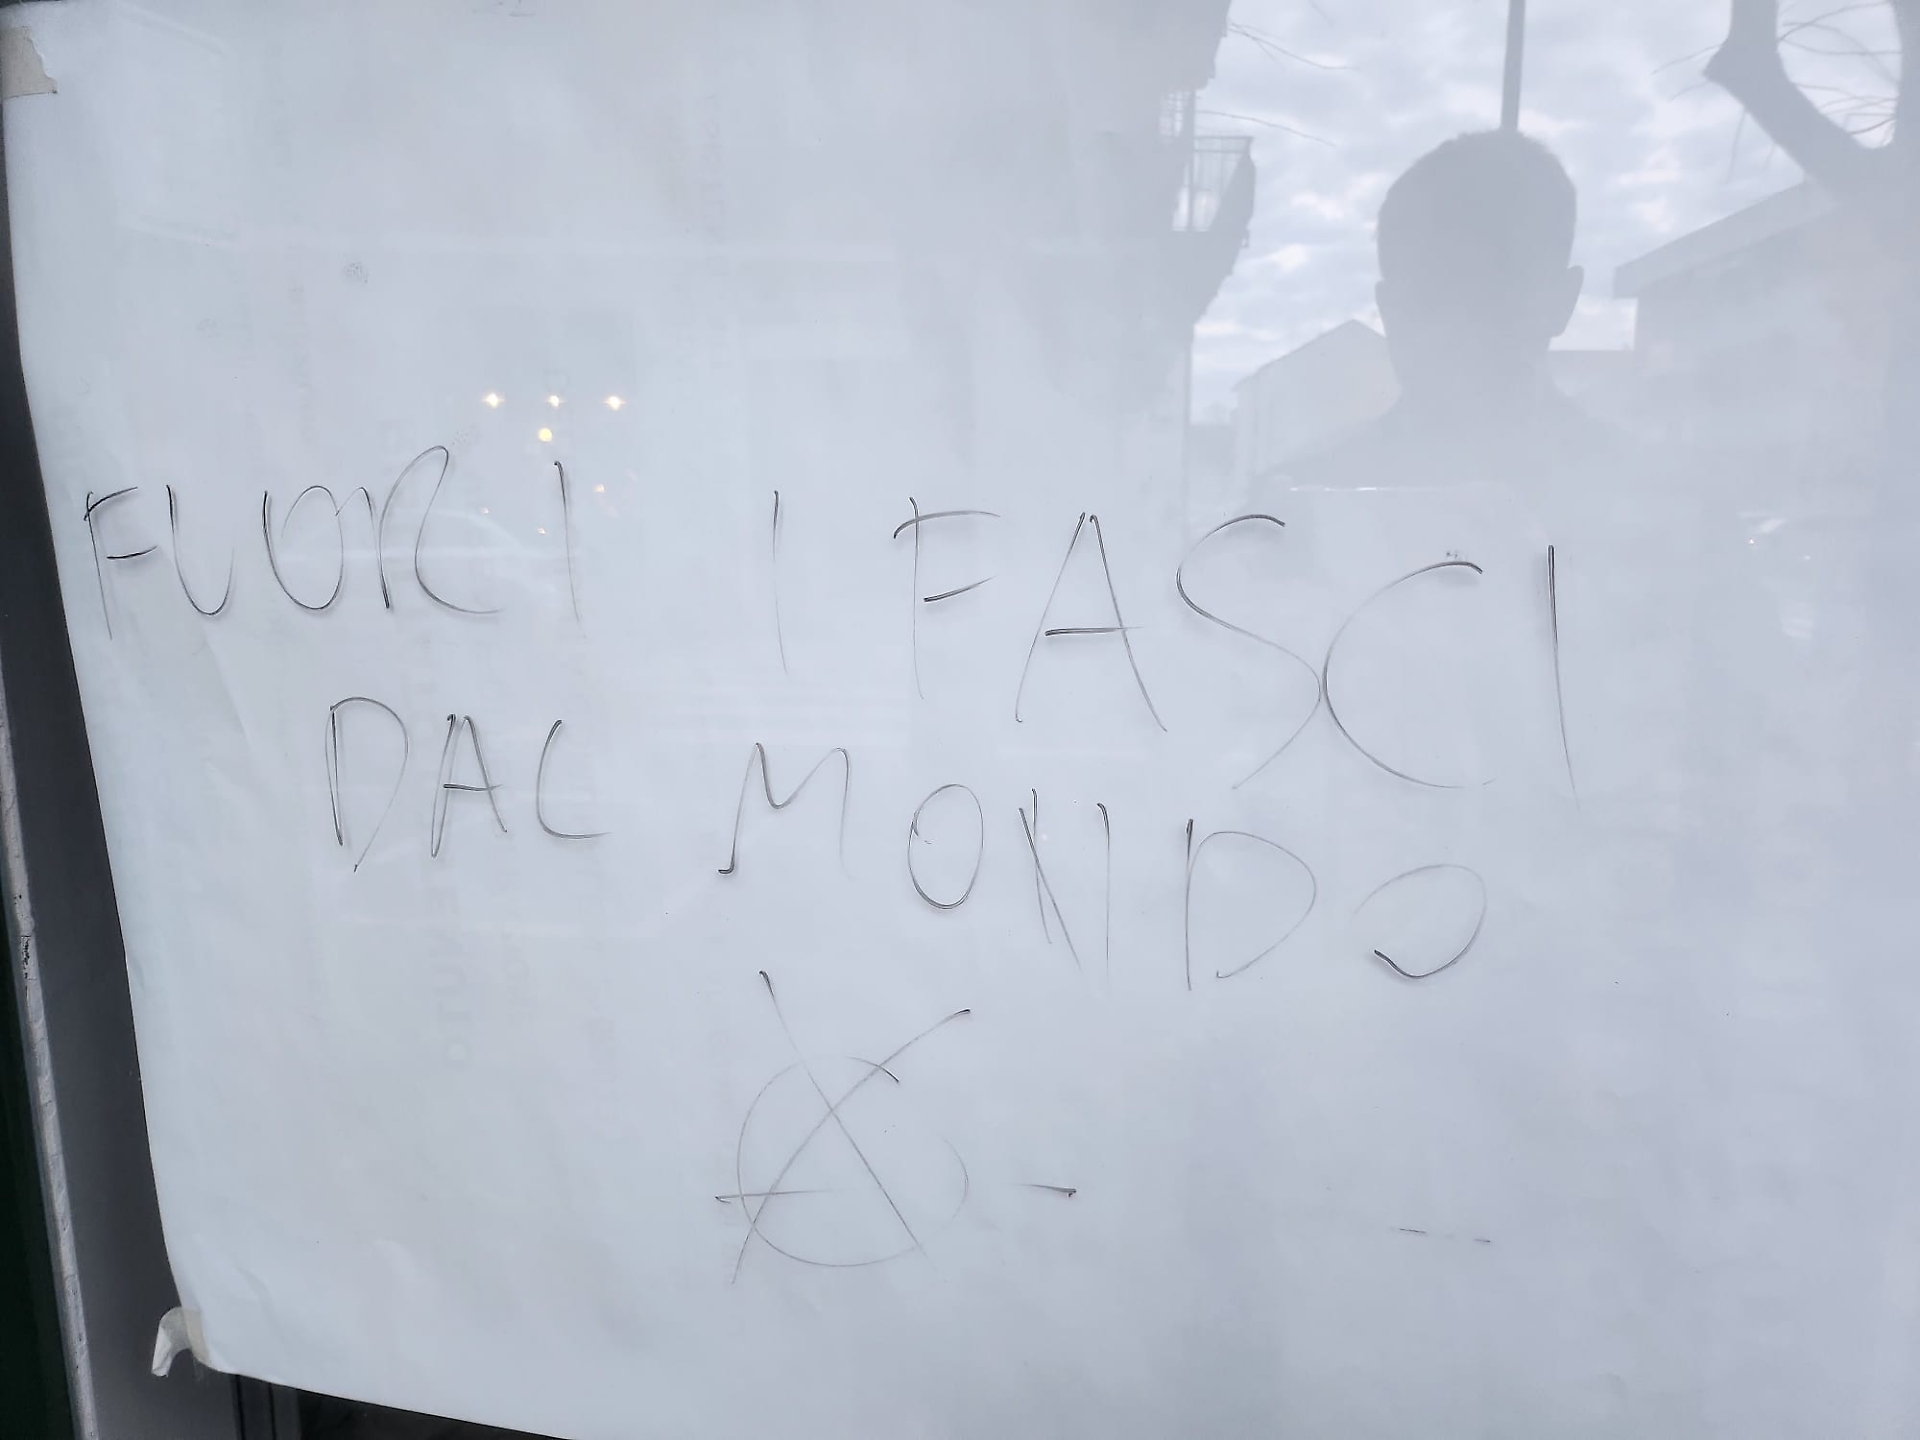 FUORI I FASCI
DAL MONDO